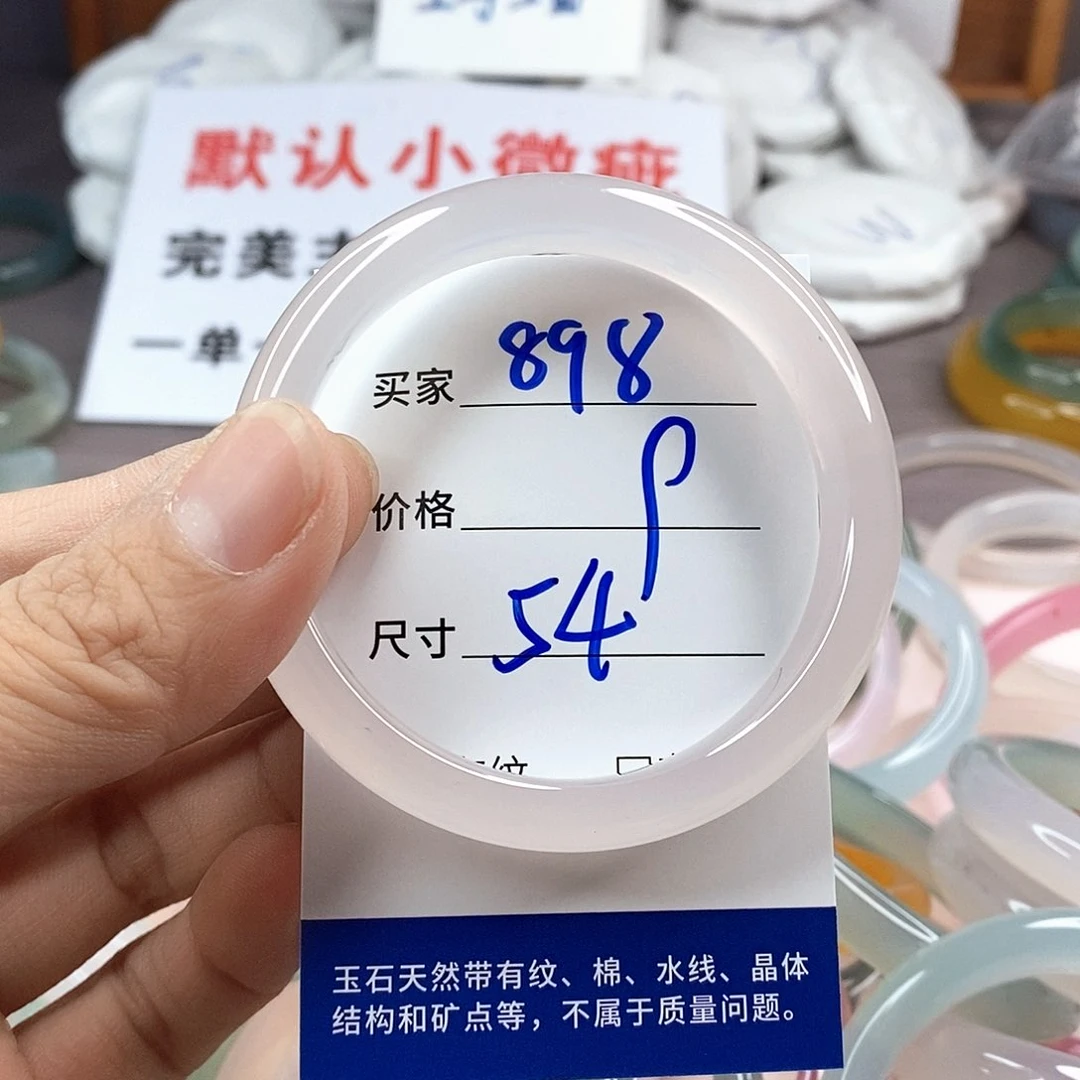 默认小微疵
完美
一单
买家 898
价格
尺寸 54
纹
玉石天然带有纹、棉、水线、晶体
结构和矿点等，不属于质量问题。